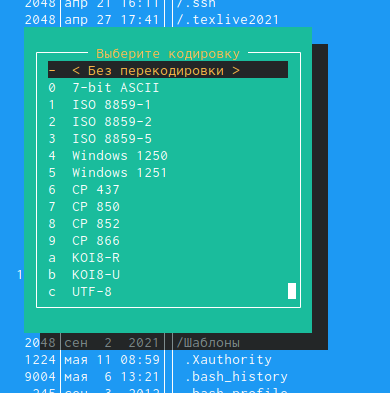 2048 апр 21 16:11 /.ssh
2048 апр 27 17:41 /.texlive2021
Выберите кодировку
- < Без перекодировки >
0 7-bit ASCII
1 ISO 8859-1
2 ISO 8859-2
3 ISO 8859-5
4 Windows 1250
5 Windows 1251
6 CP 437
7 CP 850
8 CP 852
9 CP 866
a KOI8-R
1 b KOI8-U
c UTF-8
2048 сен 2 2021 /Шаблоны
1224 мая 11 08:59 .Xauthority
9004 мая 6 13:21 .bash_history